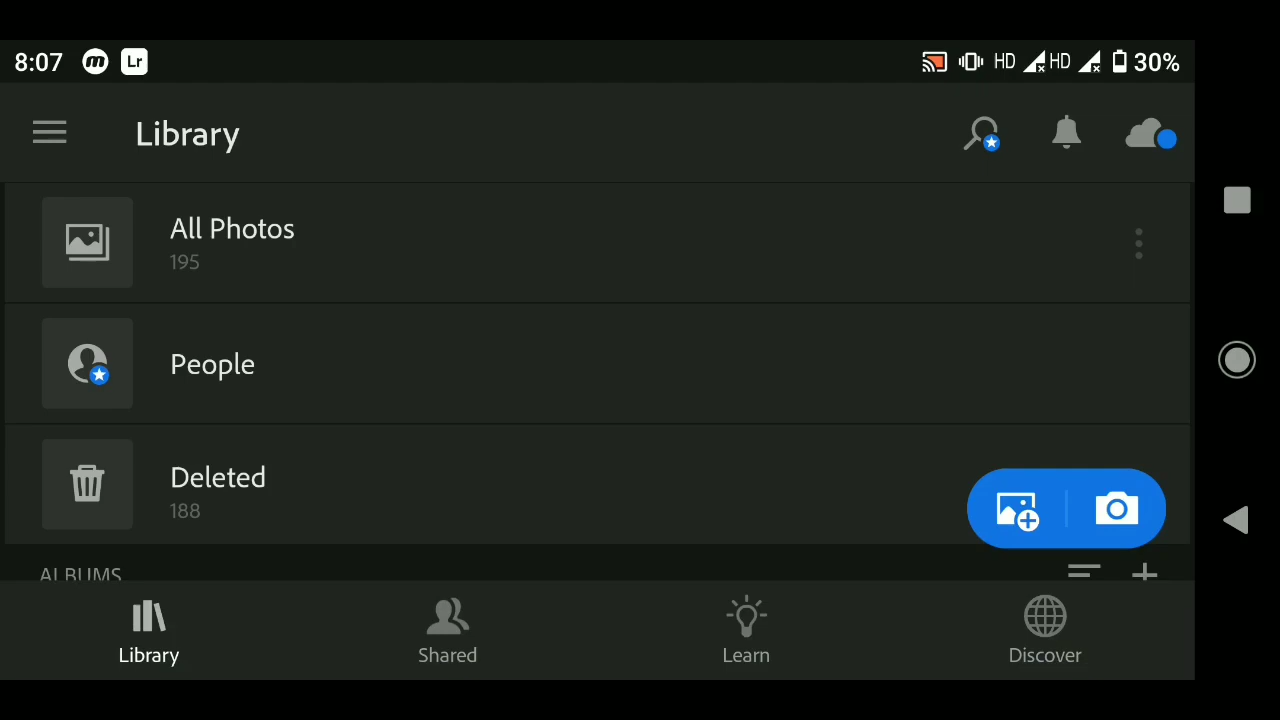 8:07 m Lr HD HD 30%
Library
All Photos
195
People
Deleted
188
ALBUMS
Library Shared Learn Discover